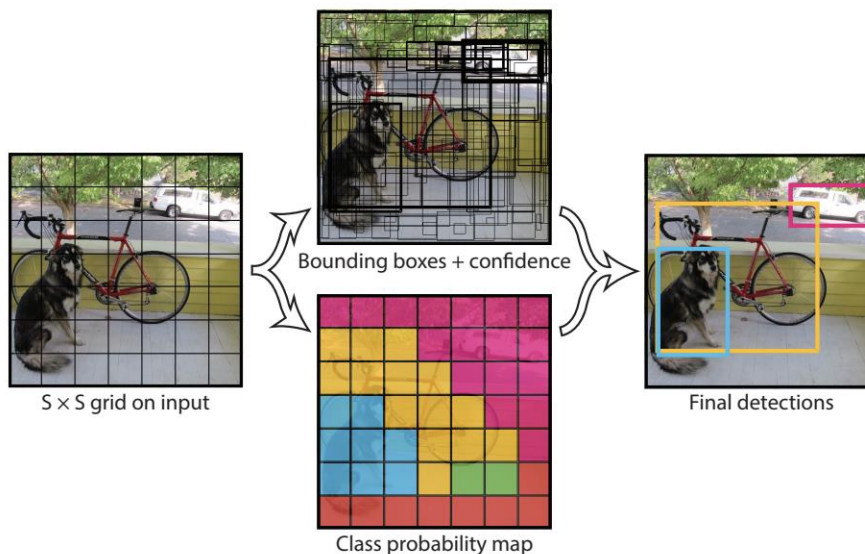 S × S grid on input
Bounding boxes + confidence
Class probability map
Final detections